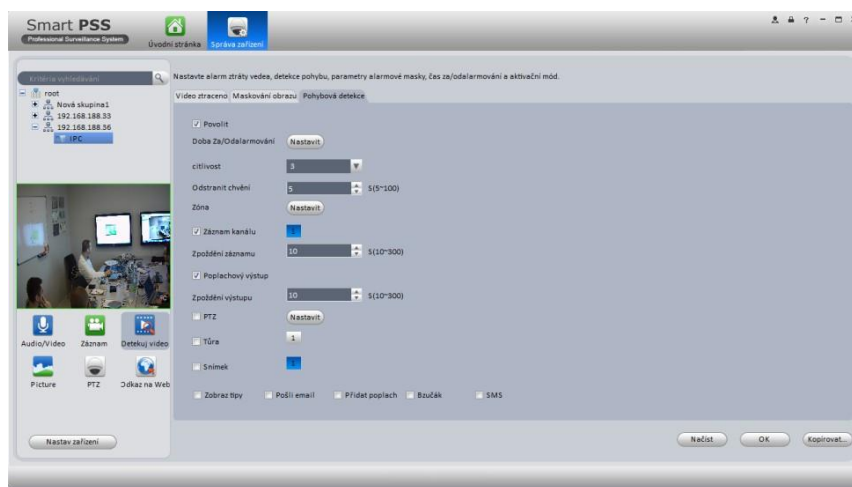 Smart PSS
Professional Surveillance System
Úvodní stránka
Správa zařízení
Kritéria vyhledávání
root
Nová skupina1
192.168.188.33
192.168.188.36
IPC
Nastavte alarm ztráty vedea, detekce pohybu, parametry alarmové masky, čas za/odalarmování a aktivační mód.
Video ztraceno Maskování obrazu Pohybová detekce
Povolit
Doba Za/Odalarmování Nastavit
citlivost 3
Odstranit chvění 5 S(5~100)
Zóna Nastavit
Záznam kanálu 1
Zpoždění záznamu 10 S(10~300)
Poplachový výstup
Zpoždění výstupu 10 S(10~300)
PTZ Nastavit
Tůra 1
Snímek 1
Zobraz tipy Pošli email Přidat poplach Bzučák SMS
Audio/Video Záznam Detekuj video
Picture PTZ Odkaz na Web
Nastav zařízení
Načíst OK Kopírovat...